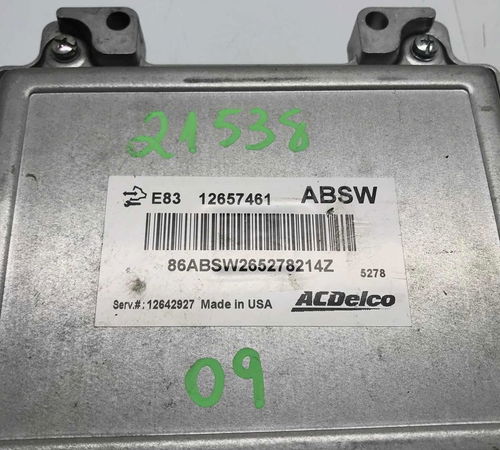 21538
E83 12657461 ABSW
86ABSW265278214Z
5278
Serv.#: 12642927 Made in USA ACDelco
09